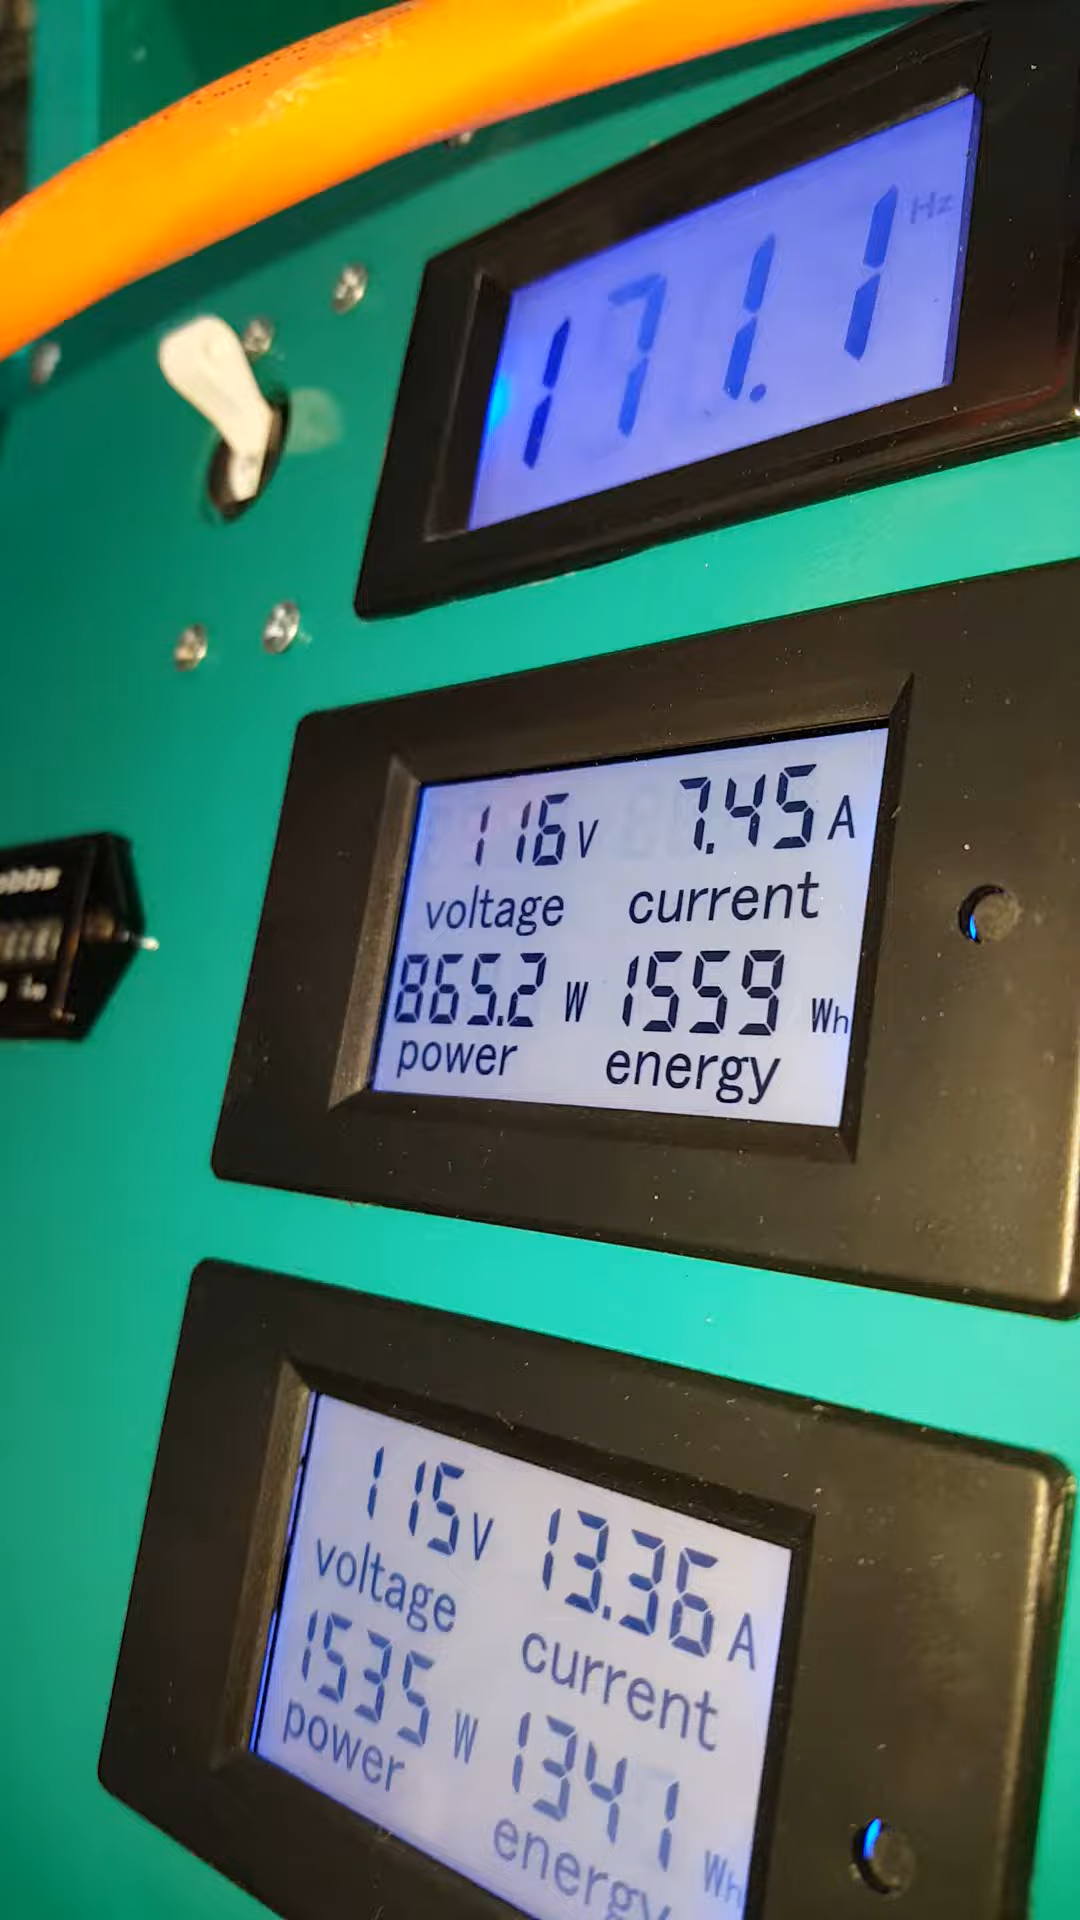 171.1 Hz
116 V 7.45 A
voltage current
865.2 W 1559 Wh
power energy
115 V 13.36 A
voltage current
1535 W 1341 Wh
power energy